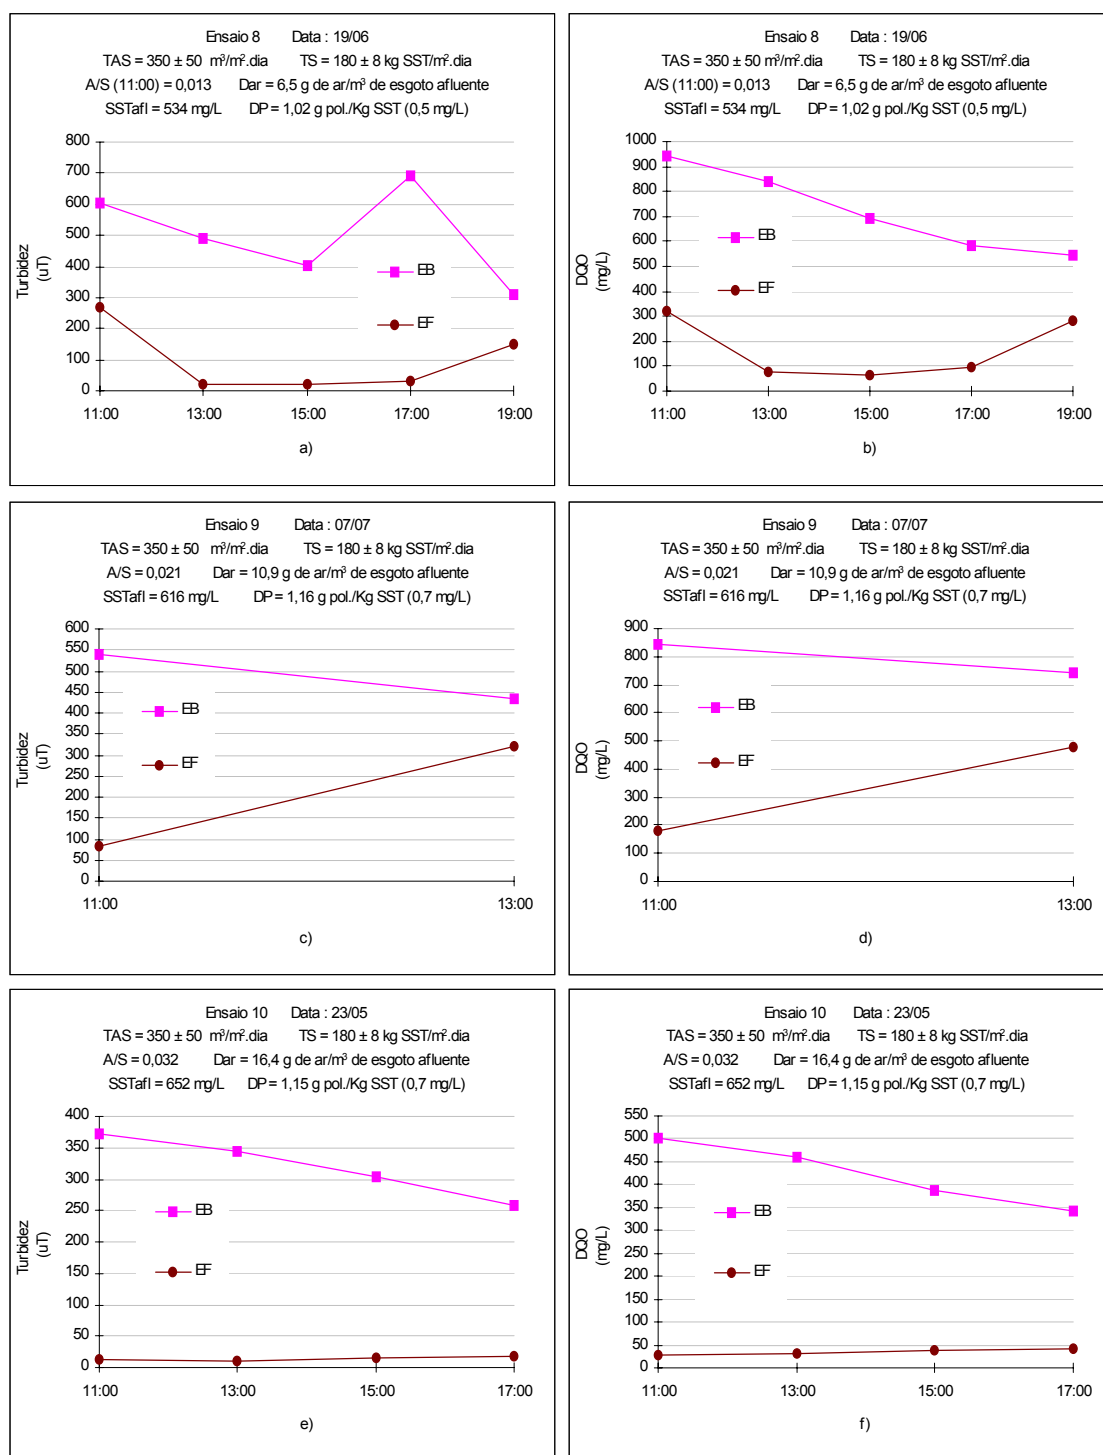 Ensaio 8 Data : 19/06
TAS = 350 ± 50 m³/m².dia TS = 180 ± 8 kg SST/m².dia
A/S (11:00) = 0,013 Dar = 6,5 g de ar/m³ de esgoto afluente
SSTafl = 534 mg/L DP = 1,02 g pol./Kg SST (0,5 mg/L)
800
700
600
500
400
300
200
100
0
Turbidez
(uT)
EB
EF
11:00 13:00 15:00 17:00 19:00
a)
Ensaio 8 Data : 19/06
TAS = 350 ± 50 m³/m².dia TS = 180 ± 8 kg SST/m².dia
A/S (11:00) = 0,013 Dar = 6,5 g de ar/m³ de esgoto afluente
SSTafl = 534 mg/L DP = 1,02 g pol./Kg SST (0,5 mg/L)
1000
900
800
700
600
500
400
300
200
100
0
DQO
(mg/L)
EB
EF
11:00 13:00 15:00 17:00 19:00
b)
Ensaio 9 Data : 07/07
TAS = 350 ± 50 m³/m².dia TS = 180 ± 8 kg SST/m².dia
A/S = 0,021 Dar = 10,9 g de ar/m³ de esgoto afluente
SSTafl = 616 mg/L DP = 1,16 g pol./Kg SST (0,7 mg/L)
600
550
500
450
400
350
300
250
200
150
100
50
0
Turbidez
(uT)
EB
EF
11:00 13:00
c)
Ensaio 9 Data : 07/07
TAS = 350 ± 50 m³/m².dia TS = 180 ± 8 kg SST/m².dia
A/S = 0,021 Dar = 10,9 g de ar/m³ de esgoto afluente
SSTafl = 616 mg/L DP = 1,16 g pol./Kg SST (0,7 mg/L)
900
800
700
600
500
400
300
200
100
0
DQO
(mg/L)
EB
EF
11:00 13:00
d)
Ensaio 10 Data : 23/05
TAS = 350 ± 50 m³/m².dia TS = 180 ± 8 kg SST/m².dia
A/S = 0,032 Dar = 16,4 g de ar/m³ de esgoto afluente
SSTafl = 652 mg/L DP = 1,15 g pol./Kg SST (0,7 mg/L)
400
350
300
250
200
150
100
50
0
Turbidez
(uT)
EB
EF
11:00 13:00 15:00 17:00
e)
Ensaio 10 Data : 23/05
TAS = 350 ± 50 m³/m².dia TS = 180 ± 8 kg SST/m².dia
A/S = 0,032 Dar = 16,4 g de ar/m³ de esgoto afluente
SSTafl = 652 mg/L DP = 1,15 g pol./Kg SST (0,7 mg/L)
550
500
450
400
350
300
250
200
150
100
50
0
DQO
(mg/L)
EB
EF
11:00 13:00 15:00 17:00
f)